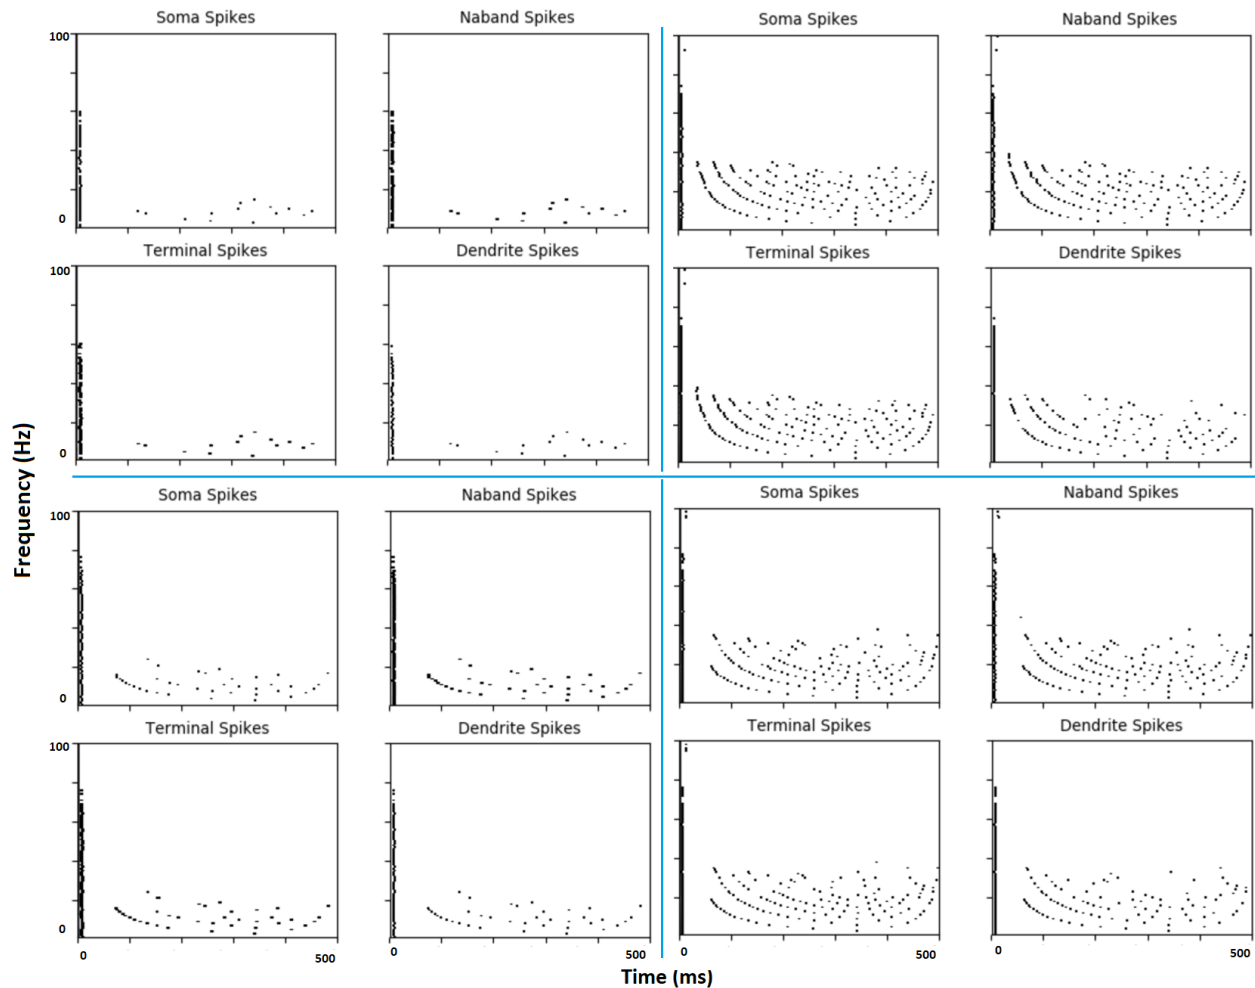 Soma Spikes Naband Spikes Soma Spikes Naband Spikes
100
0
Terminal Spikes Dendrite Spikes Terminal Spikes Dendrite Spikes
100
0
Frequency (Hz)
Soma Spikes Naband Spikes Soma Spikes Naband Spikes
100
0
Terminal Spikes Dendrite Spikes Terminal Spikes Dendrite Spikes
100
0
0 500 0 500 0 500 0 500
Time (ms)